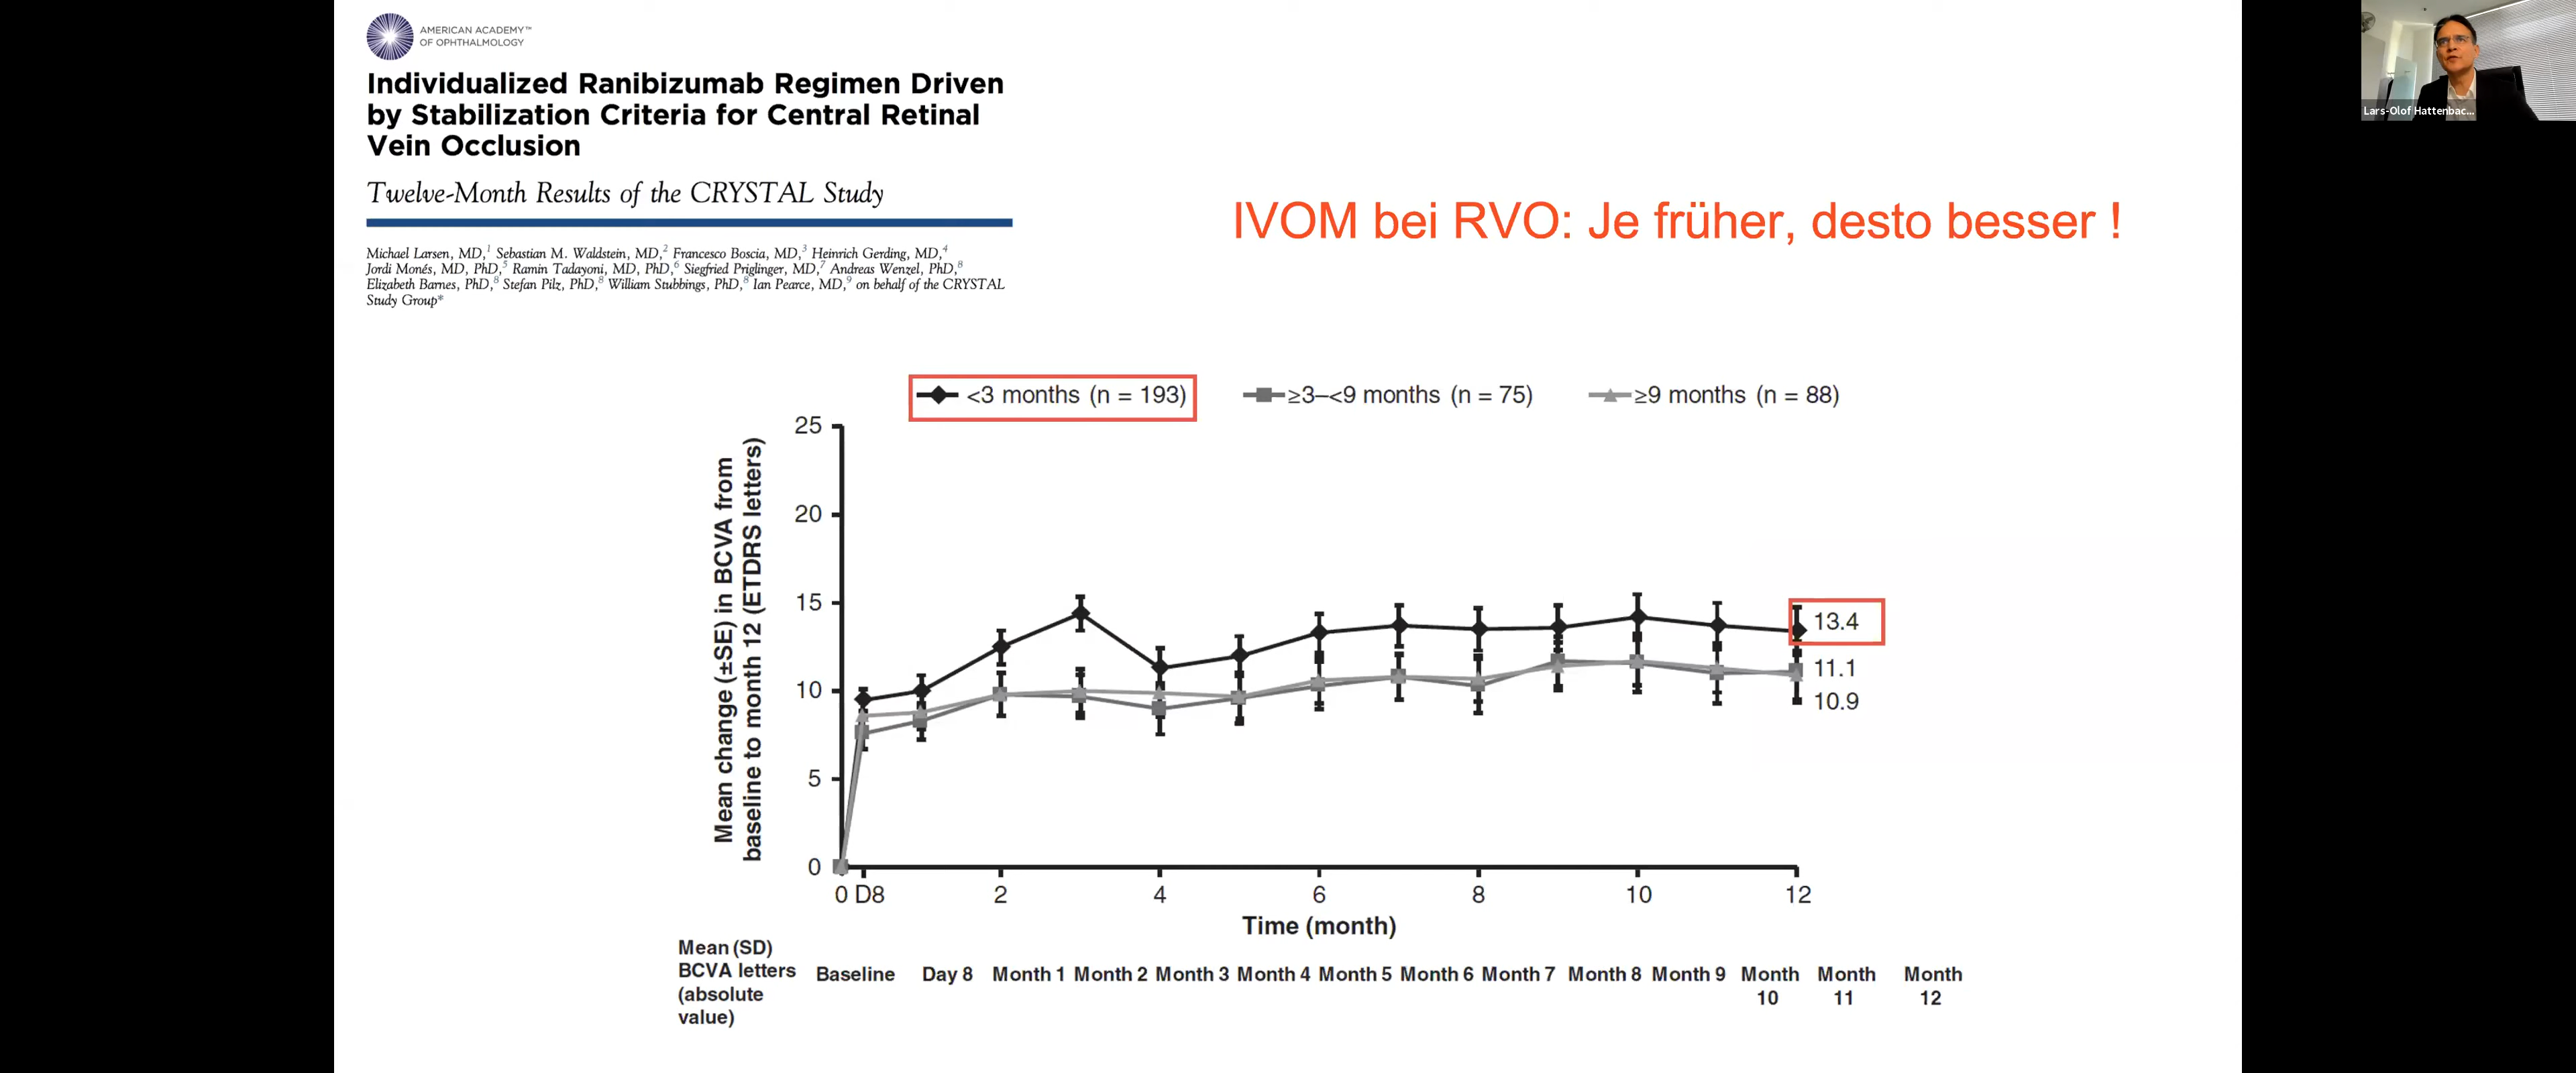 AMERICAN ACADEMY™
OF OPHTHALMOLOGY
Individualized Ranibizumab Regimen Driven
by Stabilization Criteria for Central Retinal
Vein Occlusion
Twelve-Month Results of the CRYSTAL Study
Michael Larsen, MD,1 Sebastian M. Waldstein, MD,2 Francesco Boscia, MD,3 Heinrich Gerding, MD,4
Jordi Monés, MD, PhD,5 Ramin Tadayoni, MD, PhD,6 Siegfried Priglinger, MD,7 Andreas Wenzel, PhD,8
Elizabeth Barnes, PhD,8 Stefan Pilz, PhD,8 William Stubbings, PhD,8 Ian Pearce, MD,9 on behalf of the CRYSTAL
Study Group*
IVOM bei RVO: Je früher, desto besser !
Lars-Olof Hattenbac...
<3 months (n = 193)
≥3–<9 months (n = 75)
≥9 months (n = 88)
Mean change (±SE) in BCVA from
baseline to month 12 (ETDRS letters)
25
20
15
10
5
0
13.4
11.1
10.9
0 D8 2 4 6 8 10 12
Time (month)
Mean (SD)
BCVA letters
(absolute
value)
Baseline Day 8 Month 1 Month 2 Month 3 Month 4 Month 5 Month 6 Month 7 Month 8 Month 9 Month Month Month
10 11 12